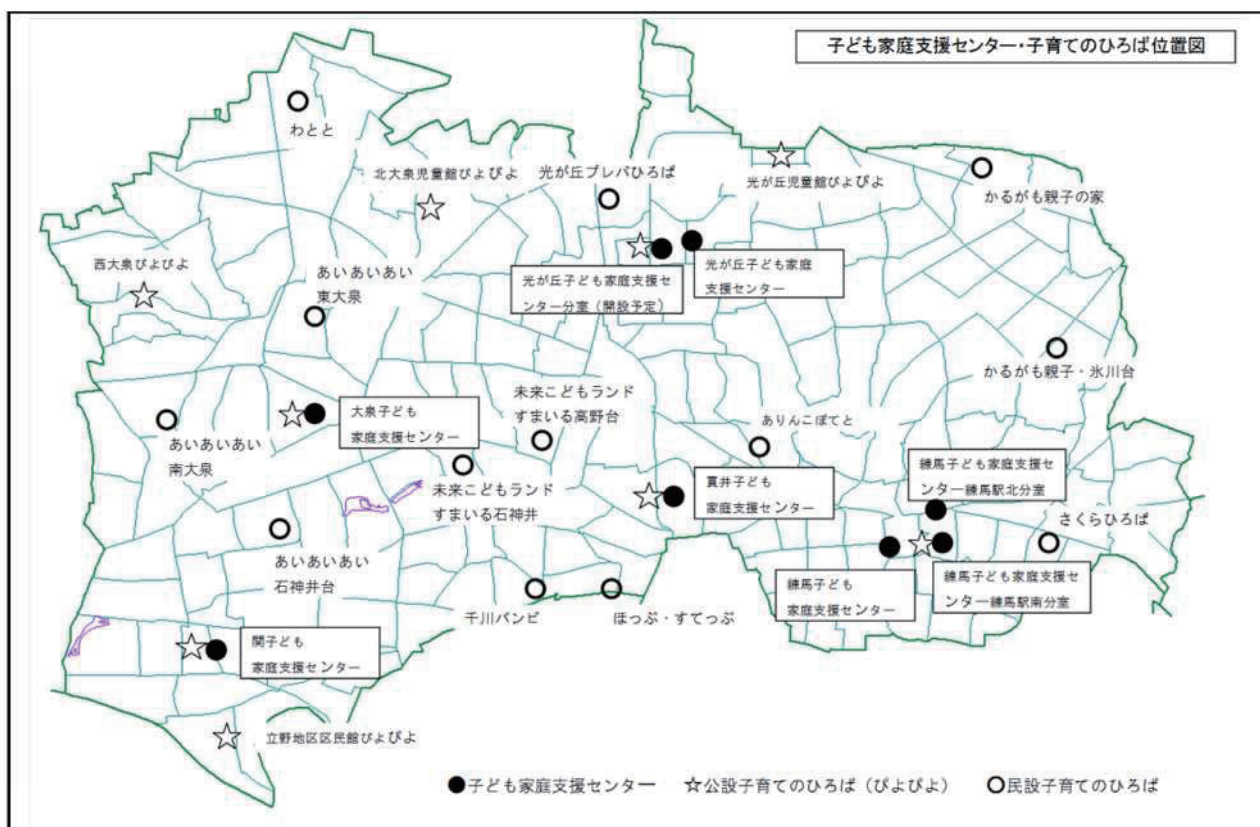 子ども家庭支援センター・子育てのひろば位置図
わとと
北大泉児童館ぴよぴよ
光が丘プレパひろば
光が丘児童館ぴよぴよ
かるがも親子の家
西大泉ぴよぴよ
あいあいあい
東大泉
光が丘子ども家庭支援セ
ンター分室（開設予定）
光が丘子ども家庭
支援センター
かるがも親子・氷川台
あいあいあい
南大泉
大泉子ども
家庭支援センター
未来こどもランド
すまいる高野台
ありんこぽてと
未来こどもランド
すまいる石神井
貫井子ども
家庭支援センター
練馬子ども家庭支援セ
ンター練馬駅北分室
さくらひろば
あいあいあい
石神井台
千川バンビ
ほっぷ・すてっぷ
練馬子ども
家庭支援センター
練馬子ども家庭支援セ
ンター練馬駅南分室
関子ども
家庭支援センター
立野地区区民館ぴよぴよ
●子ども家庭支援センター ☆公設子育てのひろば（ぴよぴよ） ○民設子育てのひろば